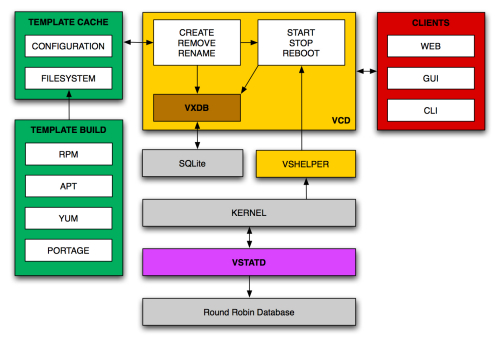 TEMPLATE CACHE
CONFIGURATION
FILESYSTEM
TEMPLATE BUILD
RPM
APT
YUM
PORTAGE
CREATE
REMOVE
RENAME
START
STOP
REBOOT
VXDB
VCD
SQLite
VSHELPER
KERNEL
VSTATD
Round Robin Database
CLIENTS
WEB
GUI
CLI